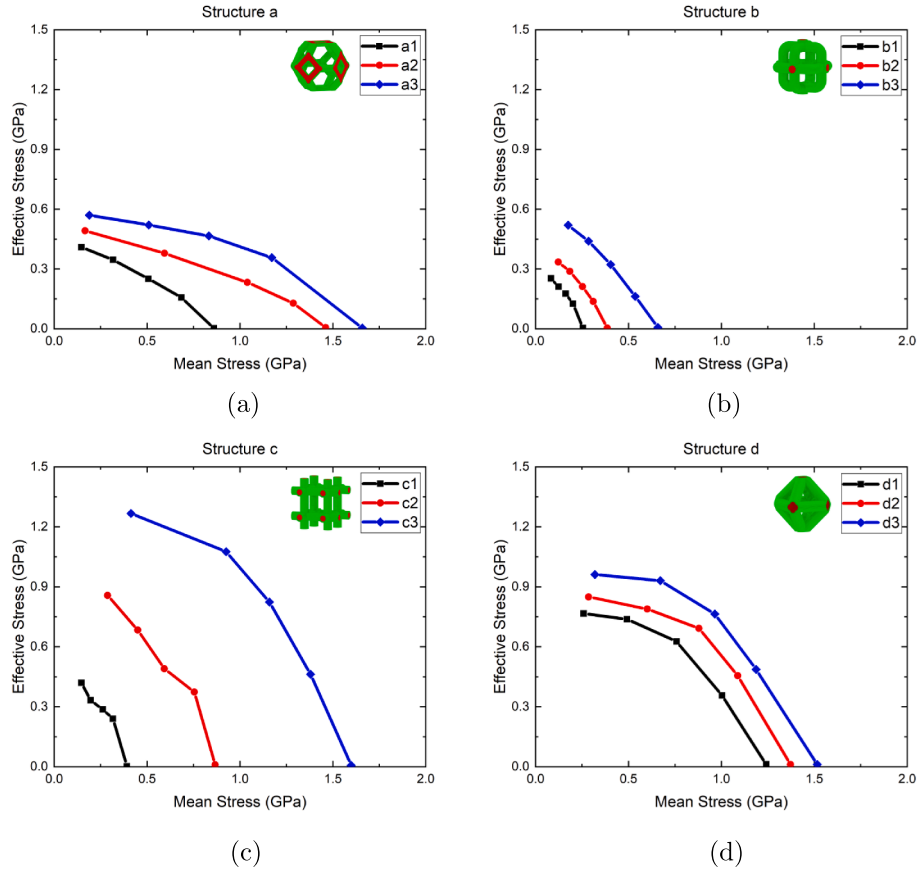 Structure a
1.5
1.2
0.9
0.6
0.3
0.0
Effective Stress (GPa)
a1
a2
a3
0.0 0.5 1.0 1.5 2.0
Mean Stress (GPa)
(a)
Structure b
1.5
1.2
0.9
0.6
0.3
0.0
Effective Stress (GPa)
b1
b2
b3
0.0 0.5 1.0 1.5 2.0
Mean Stress (GPa)
(b)
Structure c
1.5
1.2
0.9
0.6
0.3
0.0
Effective Stress (GPa)
c1
c2
c3
0.0 0.5 1.0 1.5 2.0
Mean Stress (GPa)
(c)
Structure d
1.5
1.2
0.9
0.6
0.3
0.0
Effective Stress (GPa)
d1
d2
d3
0.0 0.5 1.0 1.5 2.0
Mean Stress (GPa)
(d)